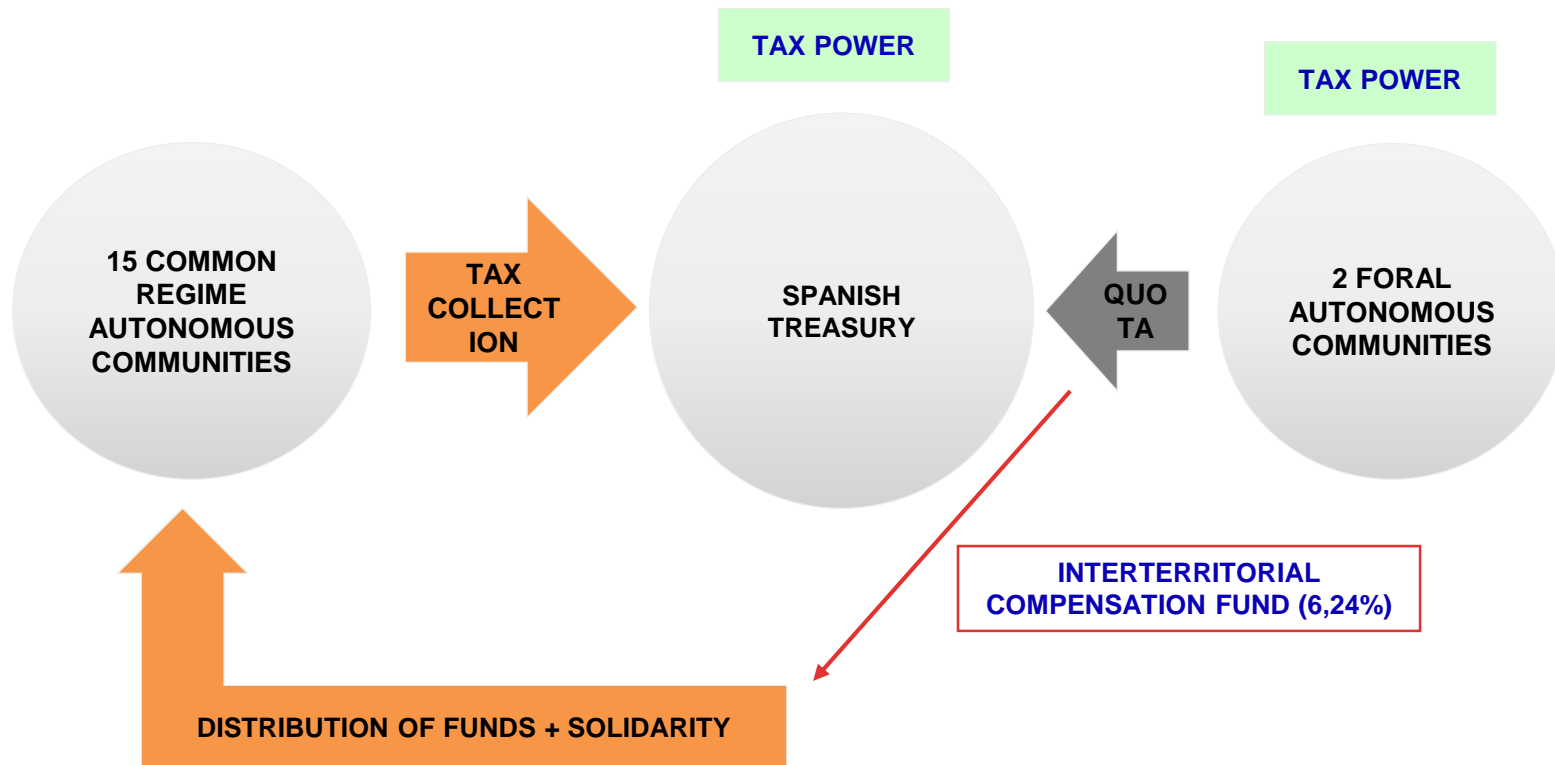 TAX POWER
TAX POWER
15 COMMON
REGIME
AUTONOMOUS
COMMUNITIES
TAX
COLLECT
ION
SPANISH
TREASURY
QUO
TA
2 FORAL
AUTONOMOUS
COMMUNITIES
INTERTERRITORIAL
COMPENSATION FUND (6,24%)
DISTRIBUTION OF FUNDS + SOLIDARITY